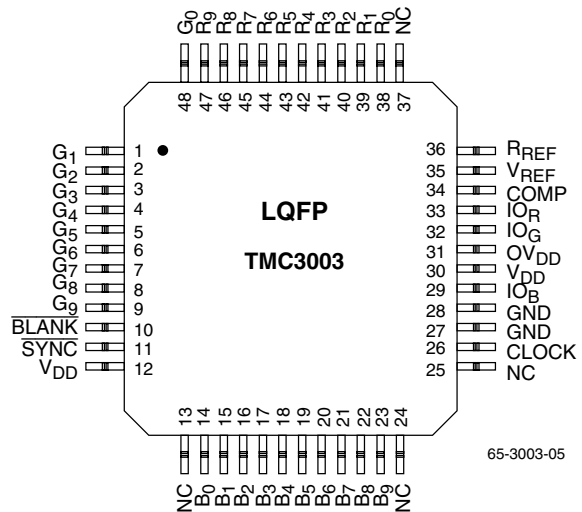 G0 R9 R8 R7 R6 R5 R4 R3 R2 R1 R0 NC
48 47 46 45 44 43 42 41 40 39 38 37
G1 1
G2 2
G3 3
G4 4
G5 5
G6 6
G7 7
G8 8
G9 9
BLANK 10
SYNC 11
VDD 12
LQFP
TMC3003
36 RREF
35 VREF
34 COMP
33 IOR
32 IOG
31 OVDD
30 VDD
29 IOB
28 GND
27 GND
26 CLOCK
25 NC
13 14 15 16 17 18 19 20 21 22 23 24
NC B0 B1 B2 B3 B4 B5 B6 B7 B8 B9 NC
65-3003-05